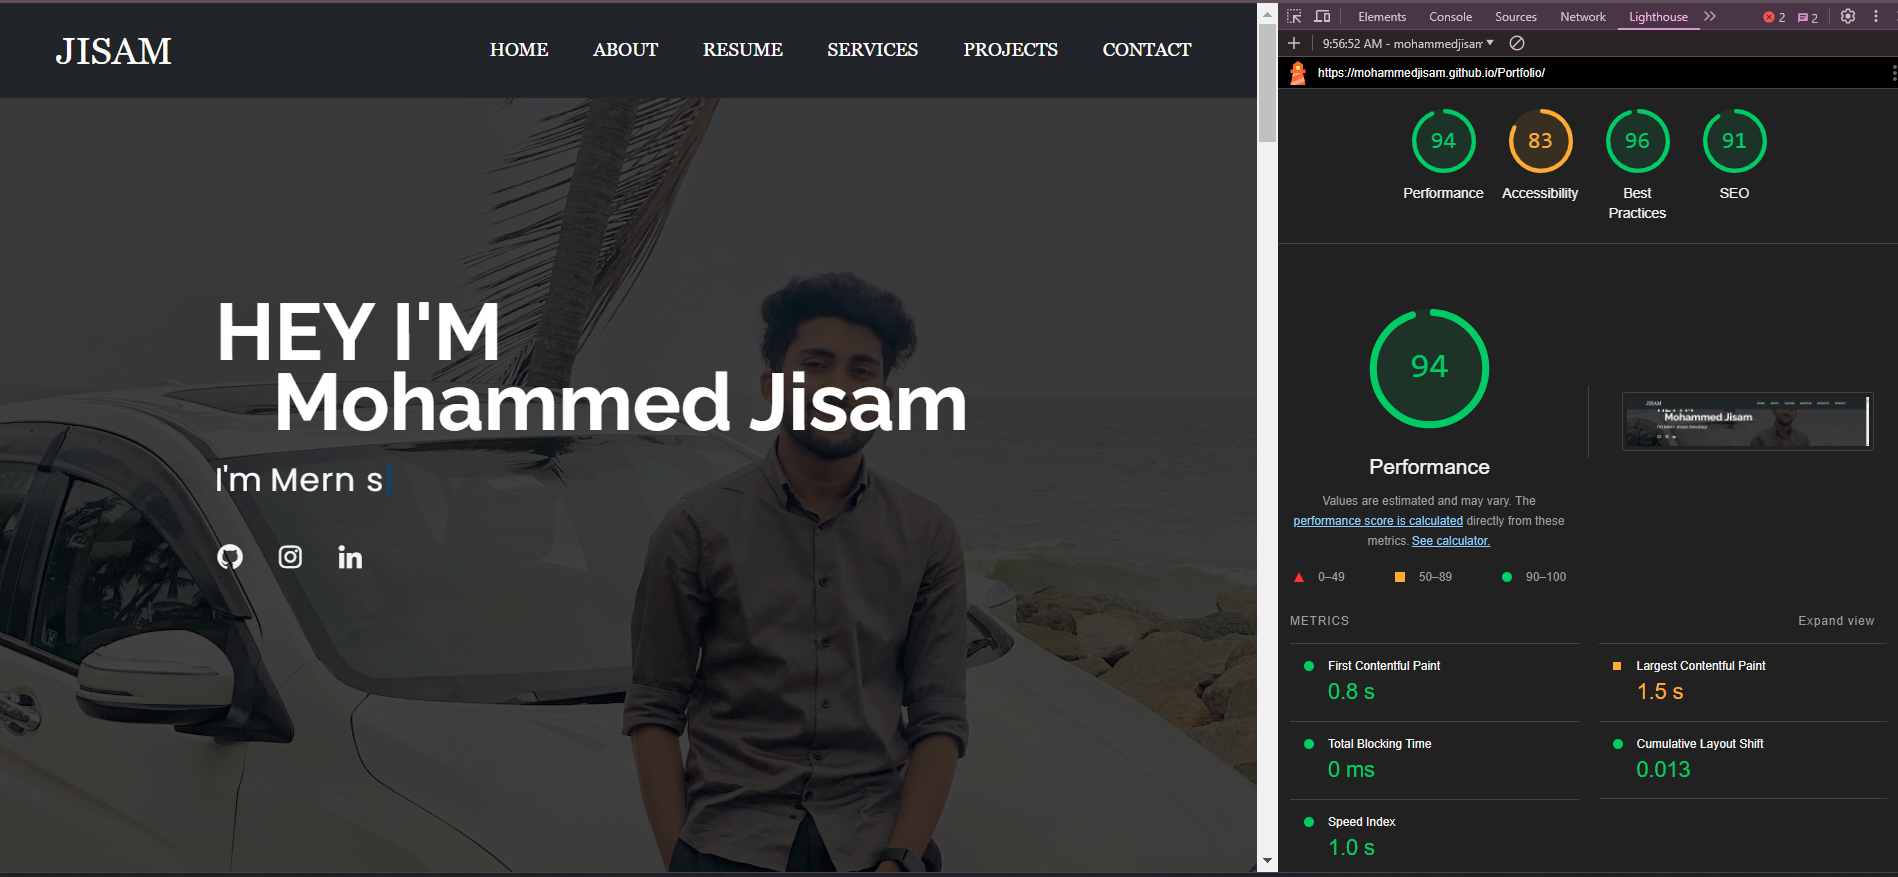 JISAM
HOME ABOUT RESUME SERVICES PROJECTS CONTACT
HEY I'M
Mohammed Jisam
I'm Mern s
Elements Console Sources Network Lighthouse 2 2
9:56:52 AM - mohammedjisam
https://mohammedjisam.github.io/Portfolio/
94 83 96 91
Performance Accessibility Best Practices SEO
94
Performance
Values are estimated and may vary. The
performance score is calculated directly from these
metrics. See calculator.
0–49 50–89 90–100
JISAM
Mohammed Jisam
METRICS Expand view
First Contentful Paint
0.8 s
Largest Contentful Paint
1.5 s
Total Blocking Time
0 ms
Cumulative Layout Shift
0.013
Speed Index
1.0 s